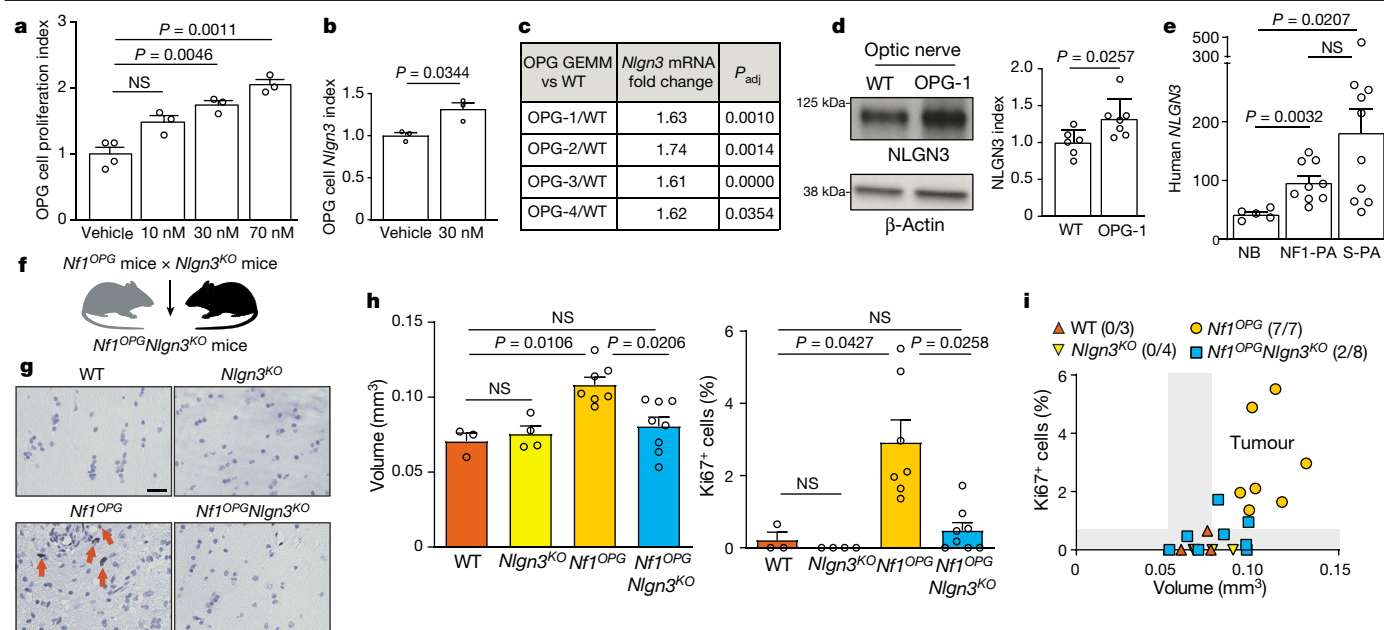 a
OPG cell proliferation index
3
2
1
0
P = 0.0011
P = 0.0046
NS
Vehicle 10 nM 30 nM 70 nM
b
OPG cell Nlgn3 index
1.5
1.0
0.5
0
P = 0.0344
Vehicle 30 nM
c
OPG GEMM vs WT | Nlgn3 mRNA fold change | Padj
OPG-1/WT 1.63 0.0010
OPG-2/WT 1.74 0.0014
OPG-3/WT 1.61 0.0000
OPG-4/WT 1.62 0.0354
d
Optic nerve
WT OPG-1
125 kDa-
NLGN3
38 kDa-
β-Actin
NLGN3 index
2.0
1.5
1.0
0.5
0
P = 0.0257
WT OPG-1
e
Human NLGN3
500
300
200
100
0
P = 0.0207
NS
P = 0.0032
NB NF1-PA S-PA
f
Nf1OPG mice × Nlgn3KO mice
Nf1OPGNlgn3KO mice
g
WT Nlgn3KO
Nf1OPG Nf1OPGNlgn3KO
h
Volume (mm3)
0.15
0.10
0.05
0
NS
P = 0.0106 P = 0.0206
NS
WT Nlgn3KO Nf1OPG Nf1OPG
Nlgn3KO
Ki67+ cells (%)
6
4
2
0
NS
P = 0.0427 P = 0.0258
NS
WT Nlgn3KO Nf1OPG Nf1OPG
Nlgn3KO
i
WT (0/3) Nf1OPG (7/7)
Nlgn3KO (0/4) Nf1OPGNlgn3KO (2/8)
Ki67+ cells (%)
6
4
2
0
Tumour
0 0.05 0.10 0.15
Volume (mm3)